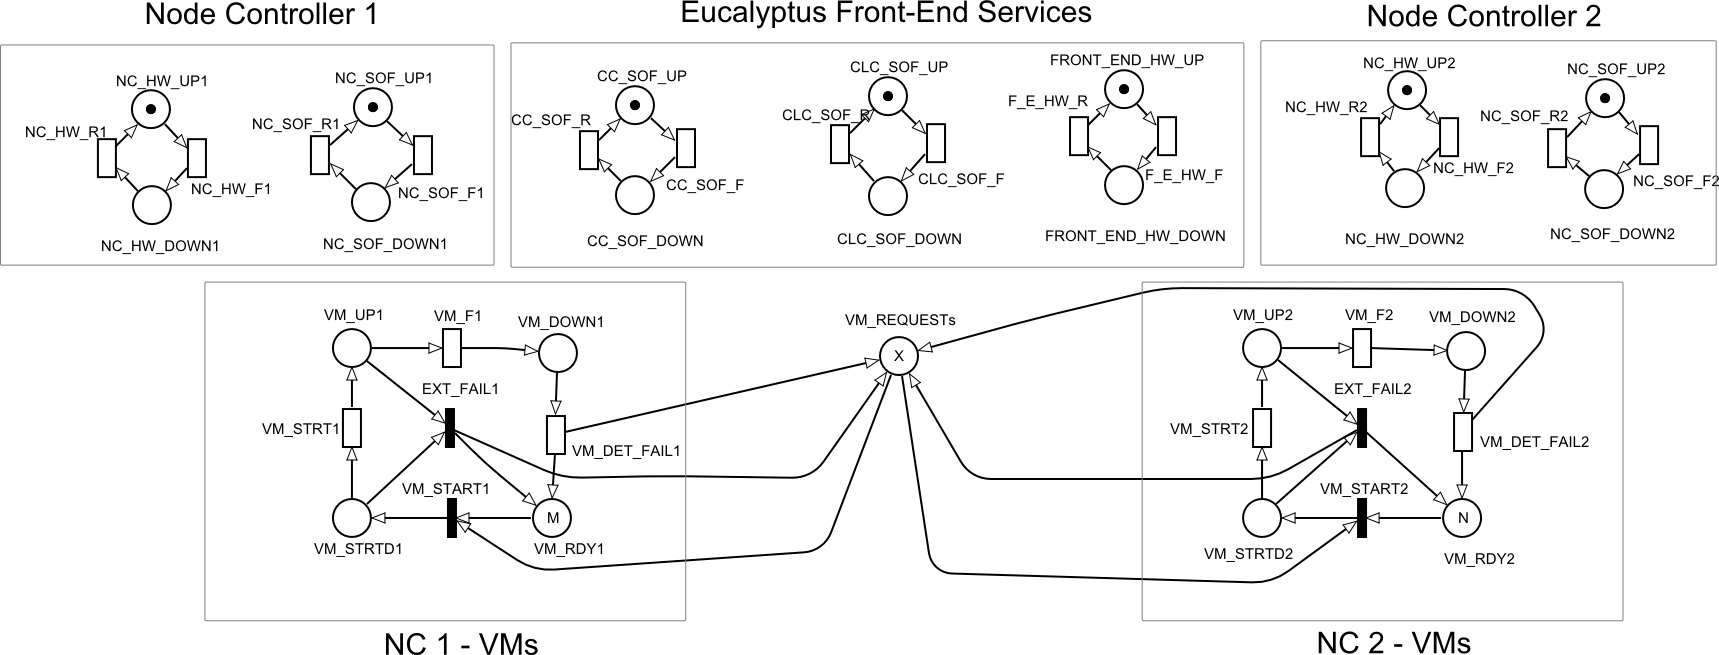 Node Controller 1
Eucalyptus Front-End Services
Node Controller 2
NC_HW_UP1
NC_SOF_UP1
NC_HW_R1
NC_SOF_R1
NC_HW_F1
NC_SOF_F1
NC_HW_DOWN1
NC_SOF_DOWN1
CC_SOF_UP
CLC_SOF_UP
FRONT_END_HW_UP
CC_SOF_R
CLC_SOF_R
F_E_HW_R
CC_SOF_F
CLC_SOF_F
F_E_HW_F
CC_SOF_DOWN
CLC_SOF_DOWN
FRONT_END_HW_DOWN
NC_HW_UP2
NC_SOF_UP2
NC_HW_R2
NC_SOF_R2
NC_HW_F2
NC_SOF_F2
NC_HW_DOWN2
NC_SOF_DOWN2
VM_UP1
VM_F1
VM_DOWN1
EXT_FAIL1
VM_STRT1
VM_DET_FAIL1
VM_START1
M
VM_STRTD1
VM_RDY1
NC 1 - VMs
VM_REQUESTs
X
VM_UP2
VM_F2
VM_DOWN2
EXT_FAIL2
VM_STRT2
VM_DET_FAIL2
VM_START2
N
VM_STRTD2
VM_RDY2
NC 2 - VMs